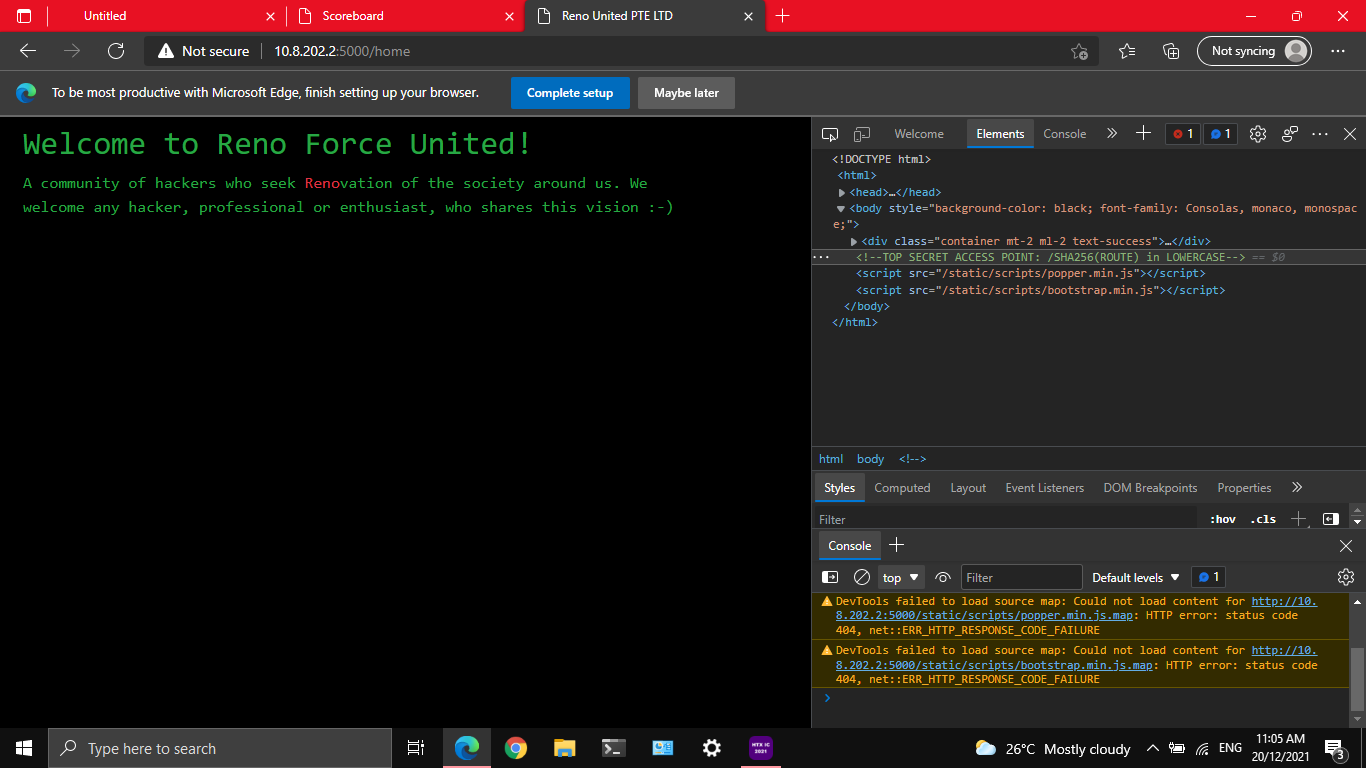 Untitled
Scoreboard
Reno United PTE LTD
Not secure
10.8.202.2:5000/home
Not syncing
To be most productive with Microsoft Edge, finish setting up your browser.
Complete setup
Maybe later
Welcome to Reno Force United!
A community of hackers who seek Renovation of the society around us. We
welcome any hacker, professional or enthusiast, who shares this vision :-)
Welcome
Elements
Console
1
1
<!DOCTYPE html>
<html>
<head>…</head>
<body style="background-color: black; font-family: Consolas, monaco, monospac
e;">
<div class="container mt-2 ml-2 text-success">…</div>
<!--TOP SECRET ACCESS POINT: /SHA256(ROUTE) in LOWERCASE--> == $0
<script src="/static/scripts/popper.min.js"></script>
<script src="/static/scripts/bootstrap.min.js"></script>
</body>
</html>
html body <!-->
Styles Computed Layout Event Listeners DOM Breakpoints Properties
Filter
:hov .cls
Console
top
Filter
Default levels
1
DevTools failed to load source map: Could not load content for http://10.
8.202.2:5000/static/scripts/popper.min.js.map: HTTP error: status code
404, net::ERR_HTTP_RESPONSE_CODE_FAILURE
DevTools failed to load source map: Could not load content for http://10.
8.202.2:5000/static/scripts/bootstrap.min.js.map: HTTP error: status code
404, net::ERR_HTTP_RESPONSE_CODE_FAILURE
Type here to search
HTX IC
2021
26°C Mostly cloudy
ENG
11:05 AM
20/12/2021
3